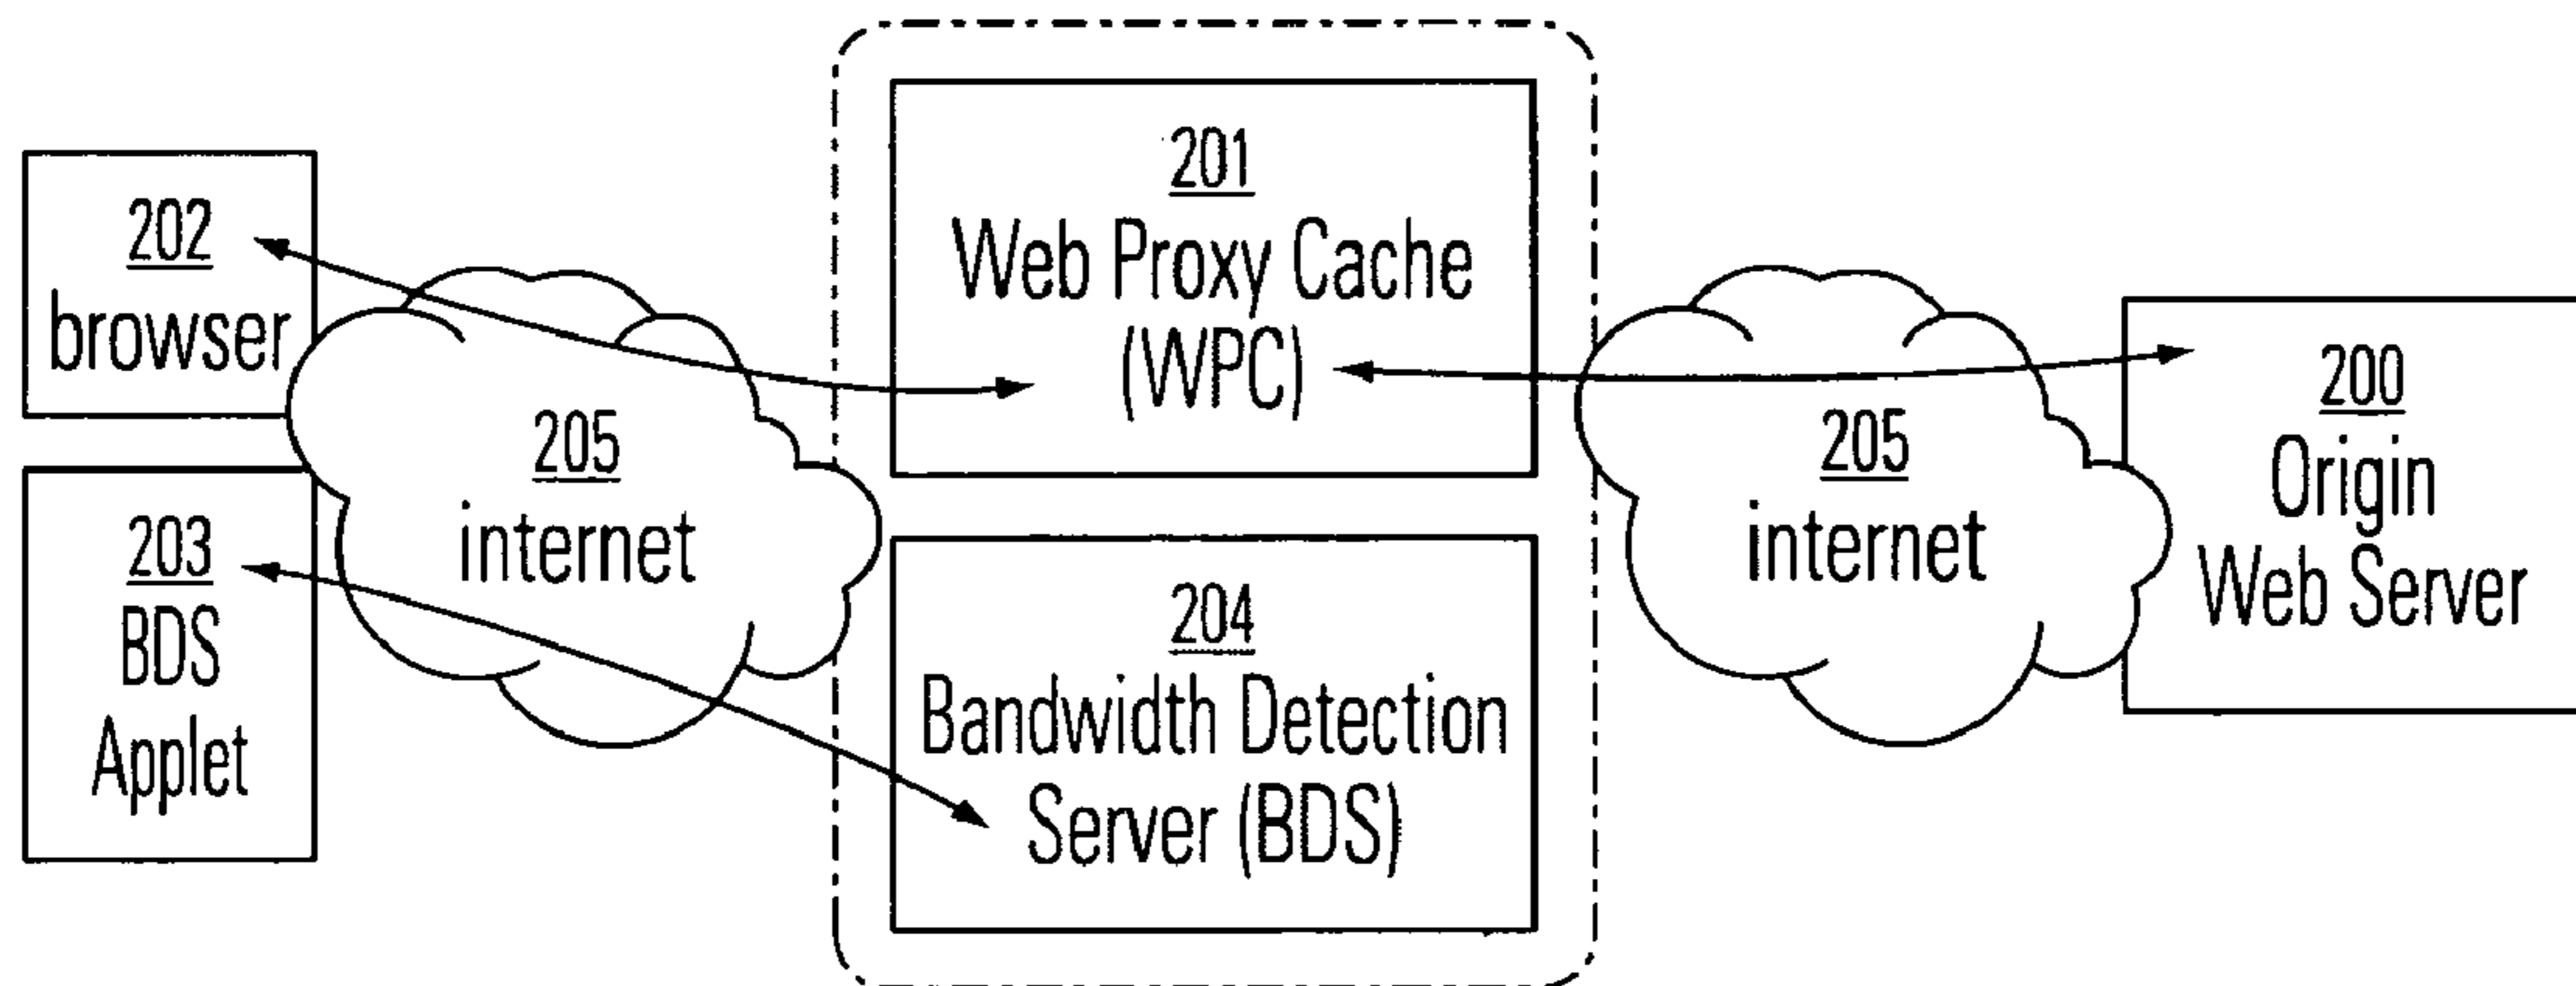 202
browser
203
BDS
Applet
205
internet
201
Web Proxy Cache
(WPC)
204
Bandwidth Detection
Server (BDS)
205
internet
200
Origin
Web Server